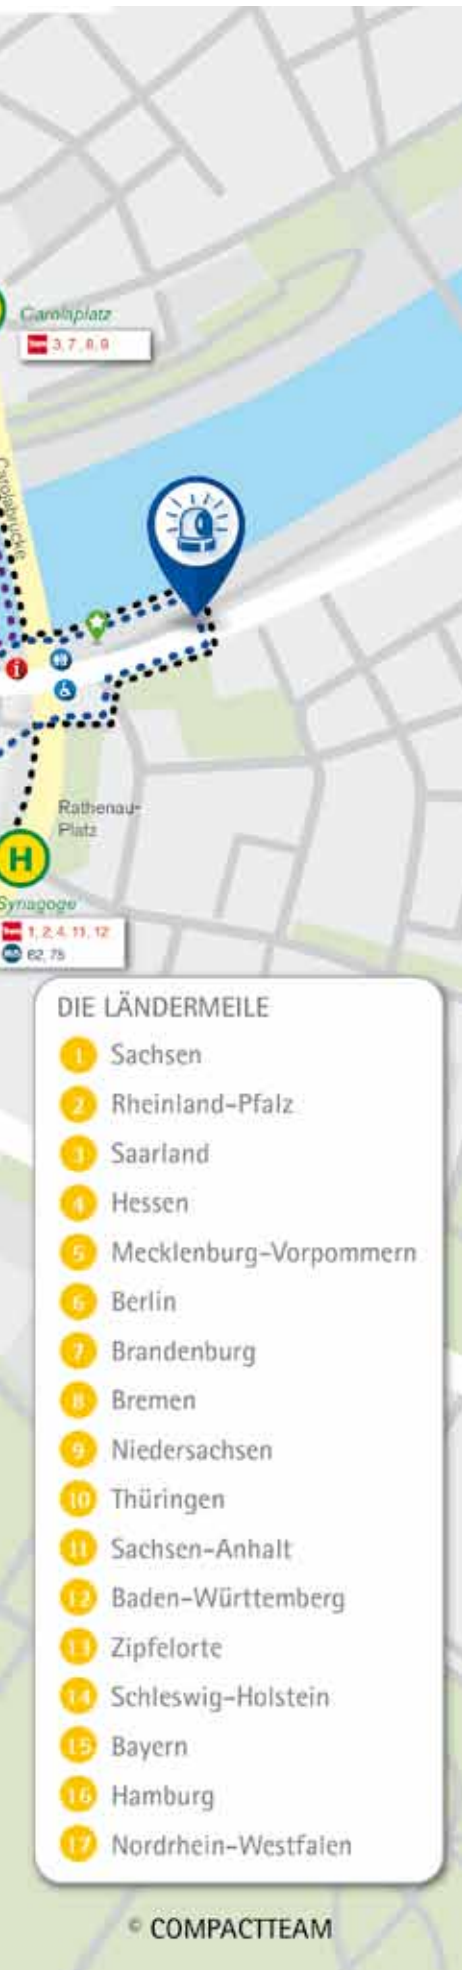 Carolaplatz
Tram 3, 7, 8, 9
Carolabrücke
i
Rathenau-
Platz
H
Synagoge
Tram 1, 2, 4, 11, 12
BUS 62, 75
DIE LÄNDERMEILE
1 Sachsen
2 Rheinland-Pfalz
3 Saarland
4 Hessen
5 Mecklenburg-Vorpommern
6 Berlin
7 Brandenburg
8 Bremen
9 Niedersachsen
10 Thüringen
11 Sachsen-Anhalt
12 Baden-Württemberg
13 Zipfelorte
14 Schleswig-Holstein
15 Bayern
16 Hamburg
17 Nordrhein-Westfalen
© COMPACTTEAM